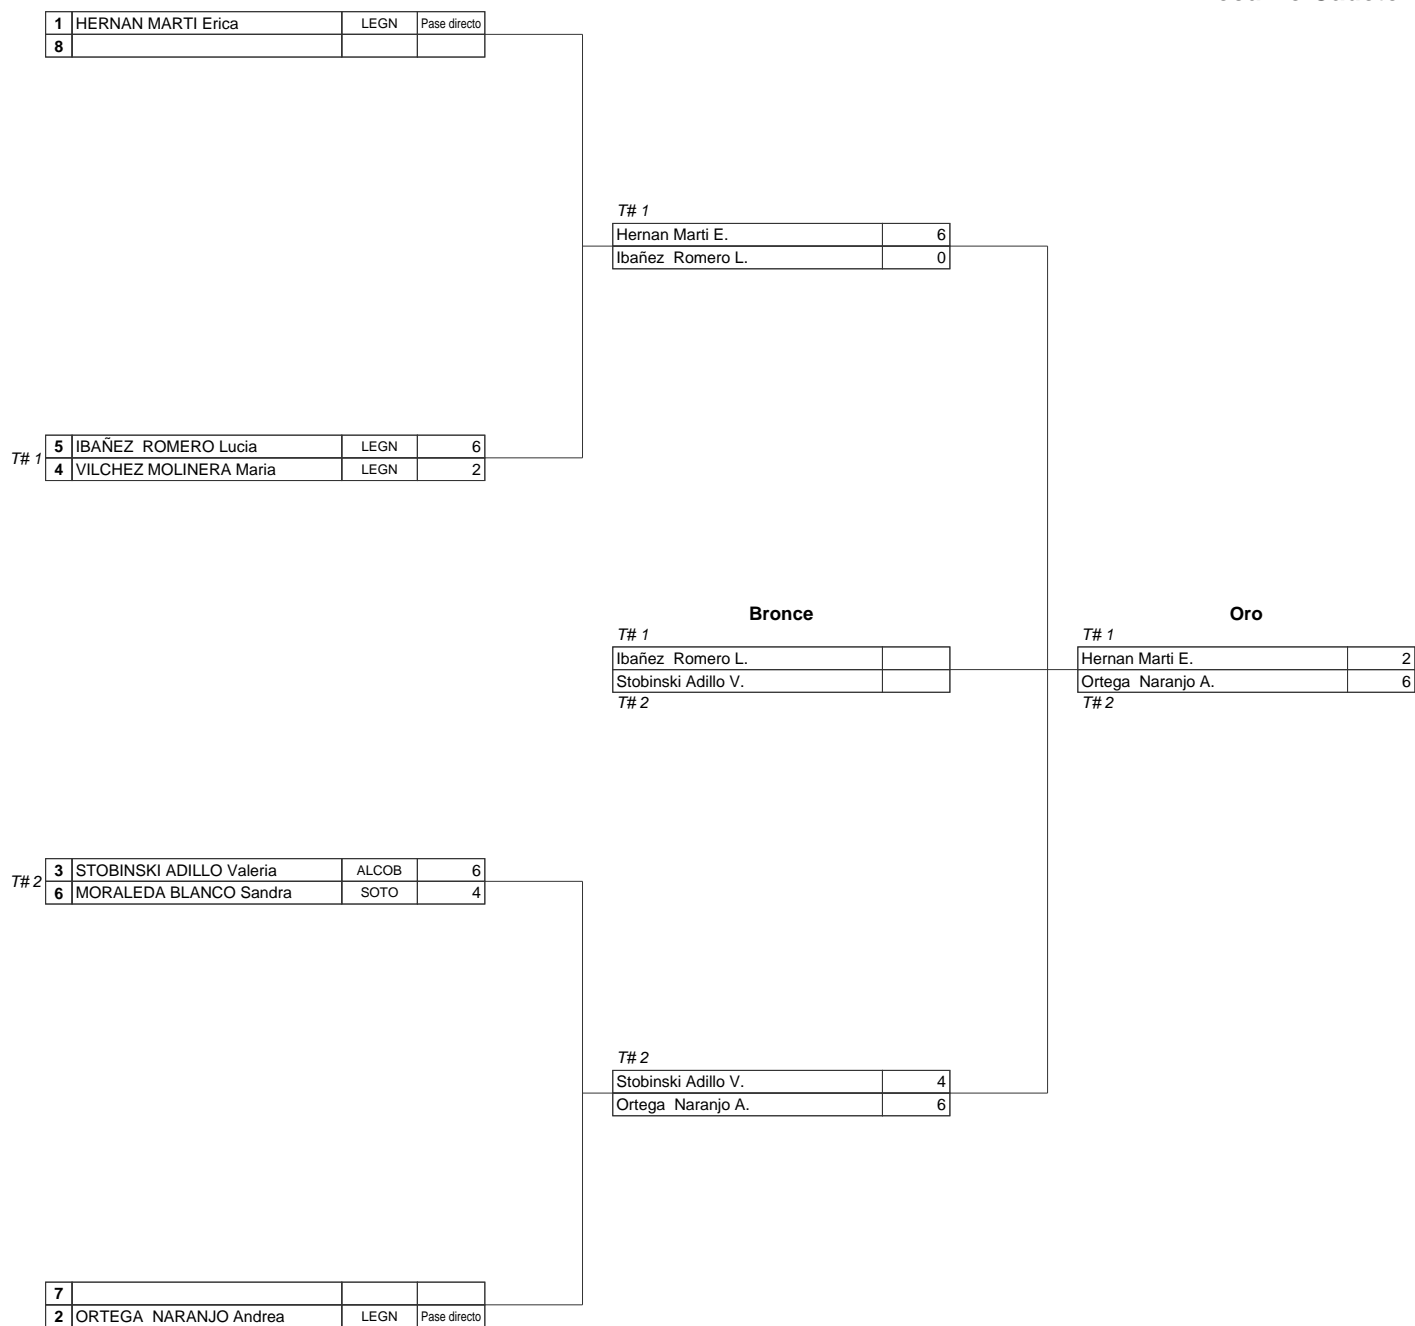 1 HERNAN MARTI Erica LEGN Pase directo
8
T# 1
Hernan Marti E. 6
Ibañez Romero L. 0
T# 1
5 IBAÑEZ ROMERO Lucia LEGN 6
4 VILCHEZ MOLINERA Maria LEGN 2
Bronce
T# 1
Ibañez Romero L.
Stobinski Adillo V.
T# 2
Oro
T# 1
Hernan Marti E. 2
Ortega Naranjo A. 6
T# 2
T# 2
3 STOBINSKI ADILLO Valeria ALCOB 6
6 MORALEDA BLANCO Sandra SOTO 4
T# 2
Stobinski Adillo V. 4
Ortega Naranjo A. 6
7
2 ORTEGA NARANJO Andrea LEGN Pase directo